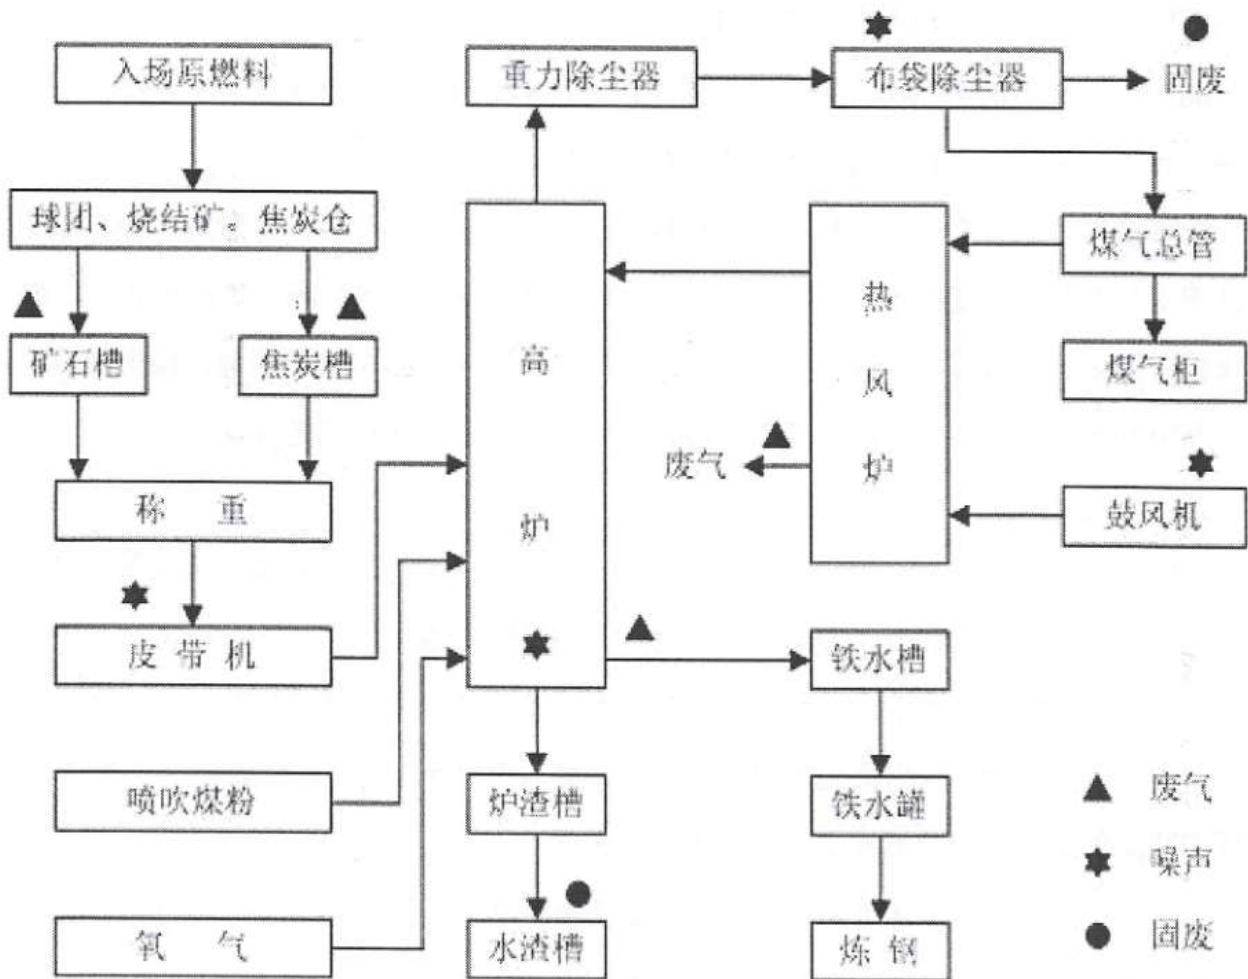 入场原燃料
重力除尘器
布袋除尘器
固废
球团、烧结矿。焦炭仓
煤气总管
热风炉
高炉
矿石槽
焦炭槽
煤气柜
废气
称 重
鼓风机
皮 带 机
铁水槽
喷吹煤粉
炉渣槽
铁水罐
废气
噪声
氧 气
水渣槽
炼 钢
固废